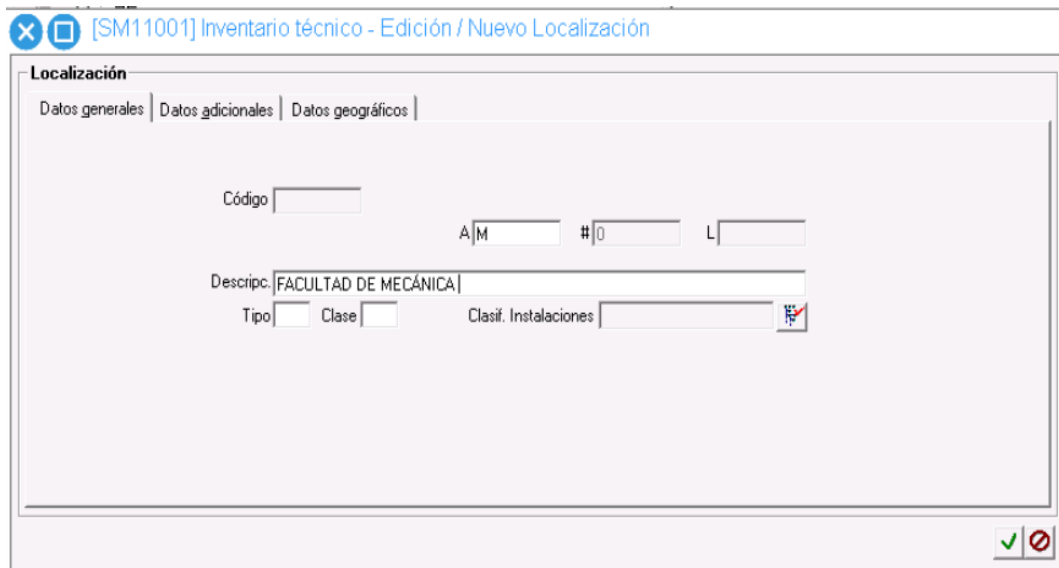 [SM11001] Inventario técnico - Edición / Nuevo Localización
Localización
Datos generales Datos adicionales Datos geográficos
Código
A M # 0 L
Descripc. FACULTAD DE MECÁNICA
Tipo Clase Clasif. Instalaciones